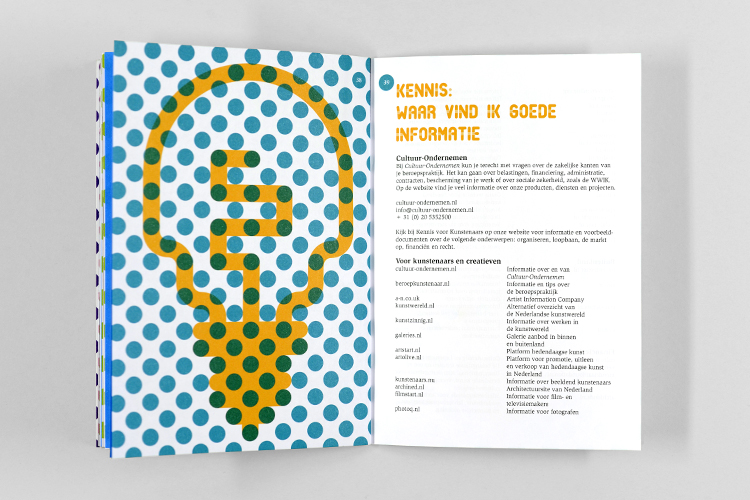 38
39
KENNIS:
WAAR VIND IK GOEDE
INFORMATIE
Cultuur-Ondernemen
Bij Cultuur-Ondernemen kun je terecht met vragen over de zakelijke kanten van
je beroepspraktijk. Het kan gaan over belastingen, financiering, administratie,
contracten, bescherming van je werk of over sociale zekerheid, zoals de WWIK.
Op de website vind je veel informatie over onze producten, diensten en projecten.
cultuur-ondernemen.nl
info@cultuur-ondernemen.nl
+ 31 (0) 20 5352500
Kijk bij Kennis voor Kunstenaars op onze website voor informatie en voorbeeld-
documenten over de volgende onderwerpen: organiseren, loopbaan, de markt
op, financiën en recht.
Voor kunstenaars en creatieven
cultuur-ondernemen.nl Informatie over en van
Cultuur-Ondernemen
beroepkunstenaar.nl Informatie en tips over
de beroepspraktijk
a-n.co.uk Artist Information Company
kunstwereld.nl Alternatief overzicht van
de Nederlandse kunstwereld
kunstzinnig.nl Informatie over werken in
de kunstwereld
galeries.nl Galerie aanbod in binnen
en buitenland
artstart.nl Platform hedendaagse kunst
artolive.nl Platform voor promotie, uitleen
en verkoop van hedendaagse kunst
in Nederland
kunstenaars.nu Informatie over beeldend kunstenaars
archined.nl Architectuursite van Nederland
filmstart.nl Informatie voor film- en
televisiemakers
photoq.nl Informatie voor fotografen